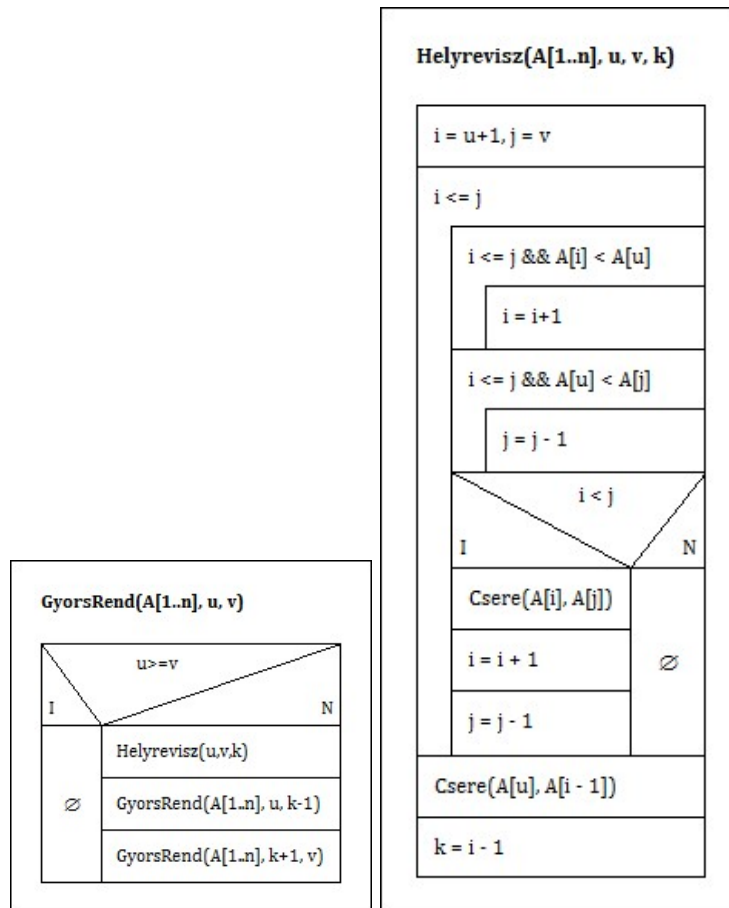 GyorsRend(A[1..n], u, v)
u>=v
I
N
∅
Helyrevisz(u,v,k)
GyorsRend(A[1..n], u, k-1)
GyorsRend(A[1..n], k+1, v)
Helyrevisz(A[1..n], u, v, k)
i = u+1, j = v
i <= j
i <= j && A[i] < A[u]
i = i+1
i <= j && A[u] < A[j]
j = j - 1
i < j
I
N
Csere(A[i], A[j])
i = i + 1
∅
j = j - 1
Csere(A[u], A[i - 1])
k = i - 1